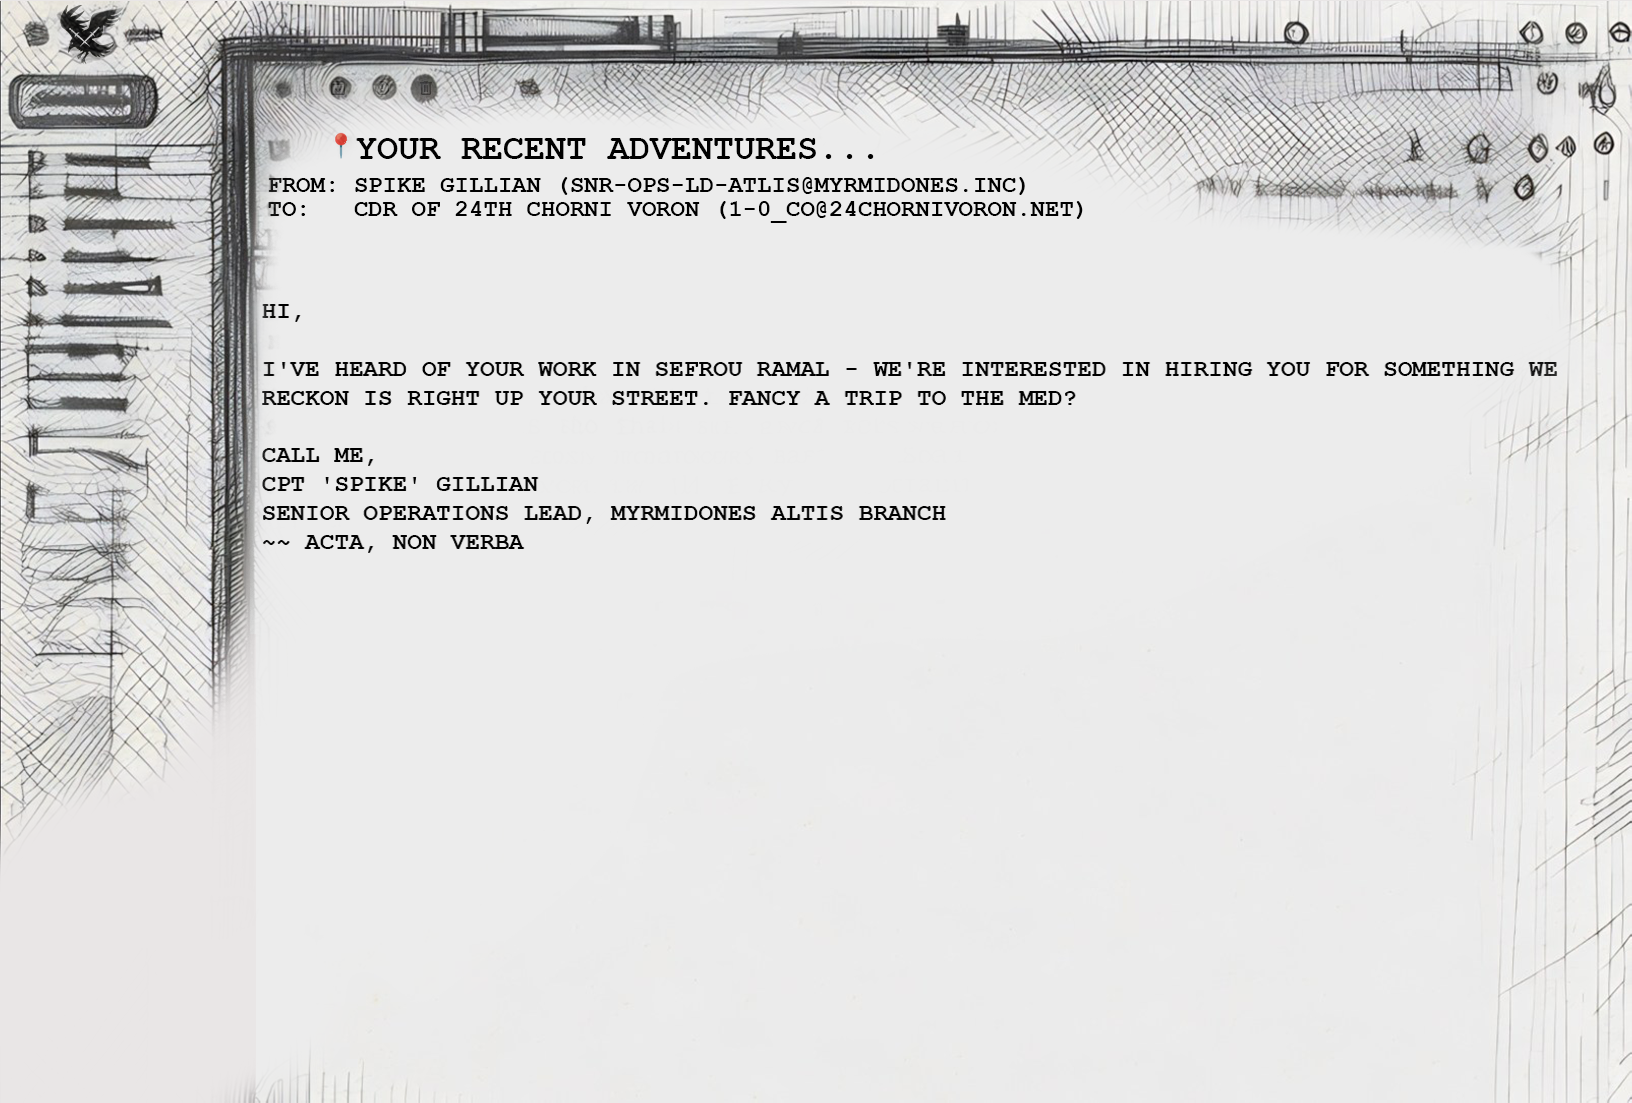 📍YOUR RECENT ADVENTURES...
FROM: SPIKE GILLIAN (SNR-OPS-LD-ATLIS@MYRMIDONES.INC)
TO: CDR OF 24TH CHORNI VORON (1-0_CO@24CHORNIVORON.NET)
HI,
I'VE HEARD OF YOUR WORK IN SEFROU RAMAL - WE'RE INTERESTED IN HIRING YOU FOR SOMETHING WE
RECKON IS RIGHT UP YOUR STREET. FANCY A TRIP TO THE MED?
CALL ME,
CPT 'SPIKE' GILLIAN
SENIOR OPERATIONS LEAD, MYRMIDONES ALTIS BRANCH
~~ ACTA, NON VERBA